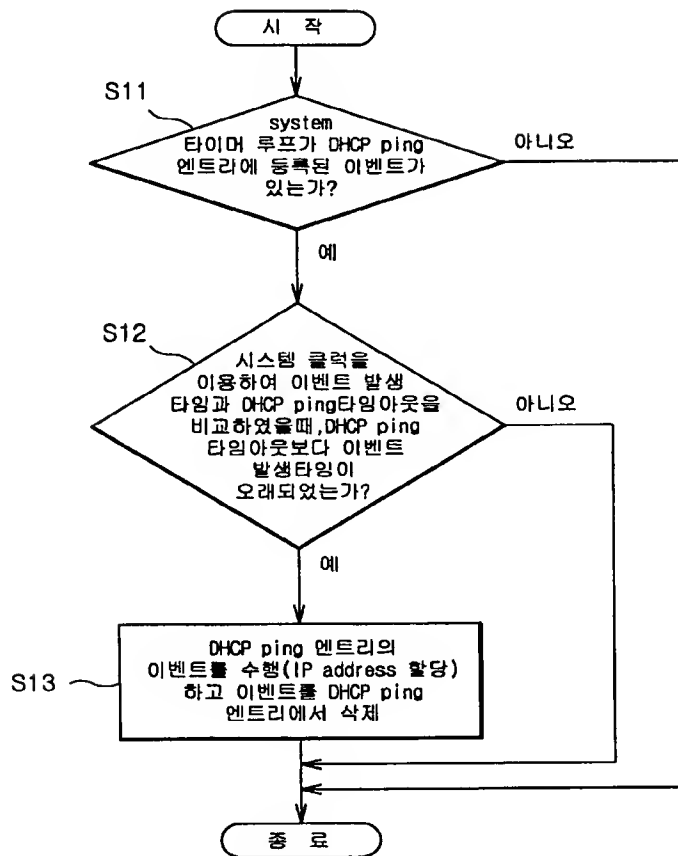 시 작
S11
system
타이머 루프가 DHCP ping
엔트라에 등록된 이벤트가
있는가?
아니오
예
S12
시스템 클럭을
이용하여 이벤트 발생
타임과 DHCP ping타임아웃을
비교하였을때,DHCP ping
타임아웃보다 이벤트
발생타임이
오래되었는가?
아니오
예
S13
DHCP ping 엔트리의
이벤트를 수행(IP address 할당)
하고 이벤트를 DHCP ping
엔트리에서 삭제
종 료